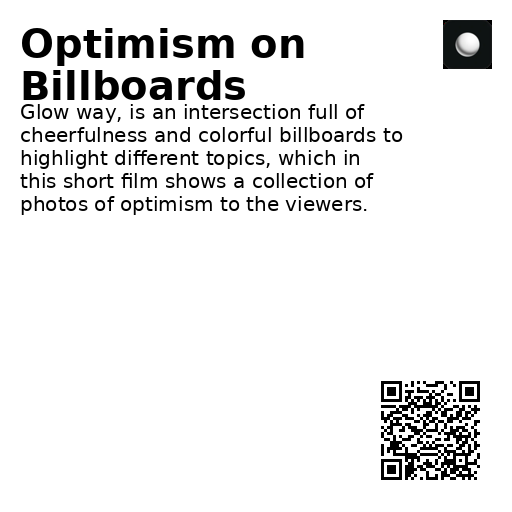 Optimism on
Billboards
Glow way, is an intersection full of
cheerfulness and colorful billboards to
highlight different topics, which in
this short film shows a collection of
photos of optimism to the viewers.